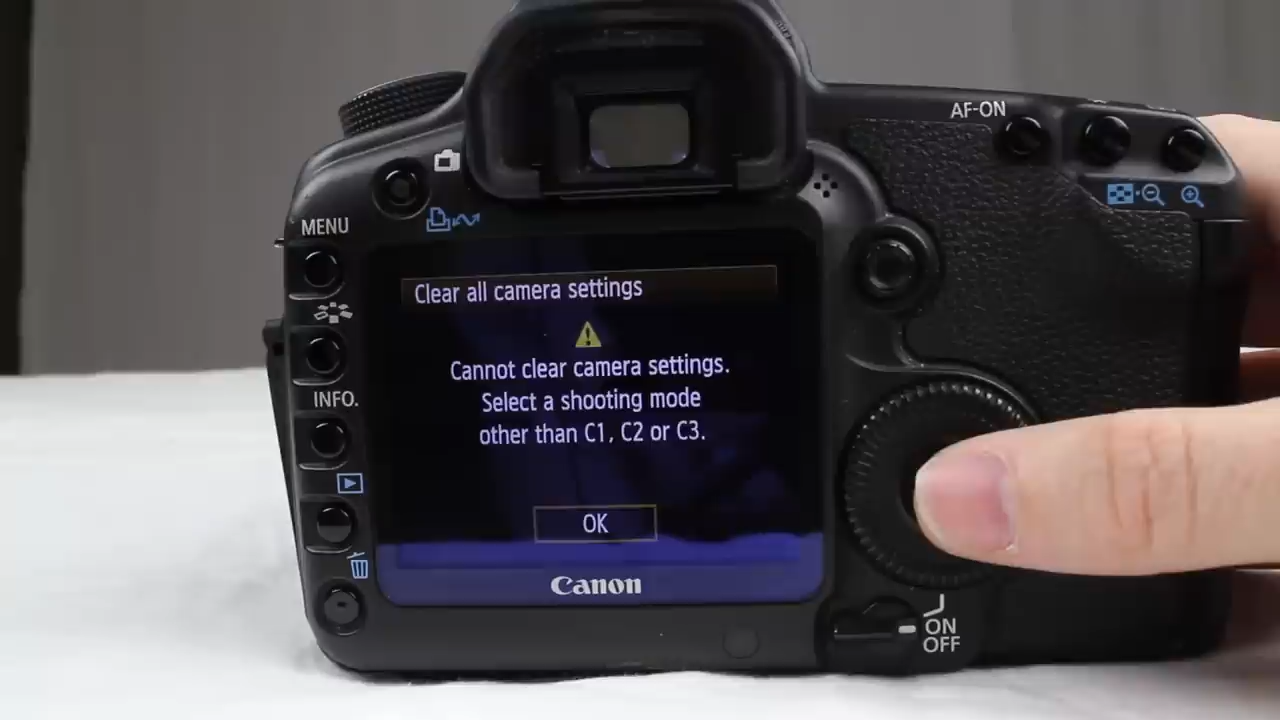 AF-ON
MENU
Clear all camera settings
Cannot clear camera settings.
Select a shooting mode
other than C1, C2 or C3.
INFO.
OK
Canon
ON
OFF